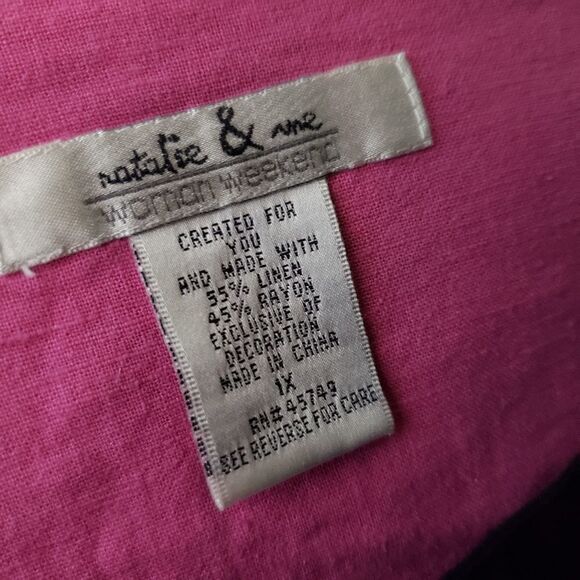 natalie & me
woman weekend
CREATED FOR
YOU
AND MADE WITH
55% LINEN
45% RAYON
EXCLUSIVE OF
DECORATION
MADE IN CHINA
1X
RN# 45749
SEE REVERSE FOR CARE